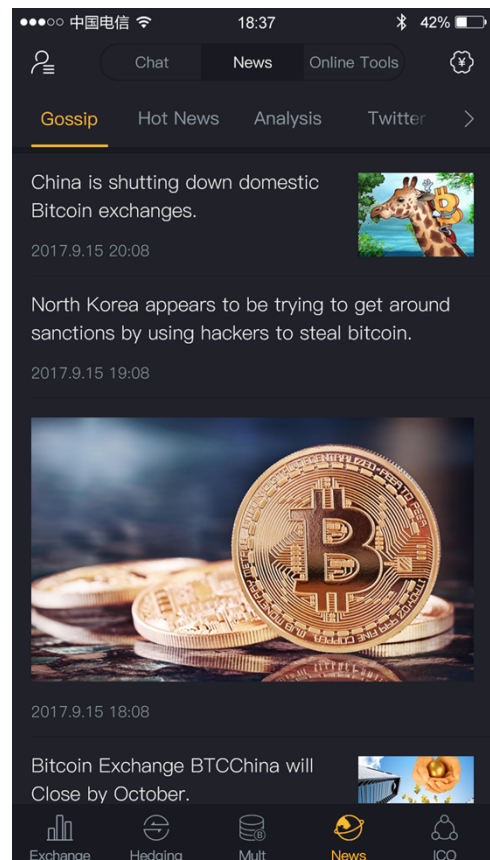 中国电信 18:37 42%
Chat News Online Tools
¥
Gossip Hot News Analysis Twitter
China is shutting down domestic
Bitcoin exchanges.
2017.9.15 20:08
North Korea appears to be trying to get around
sanctions by using hackers to steal bitcoin.
2017.9.15 19:08
2017.9.15 18:08
Bitcoin Exchange BTCChina will
Close by October.
Exchange Hedging Mult News ICO